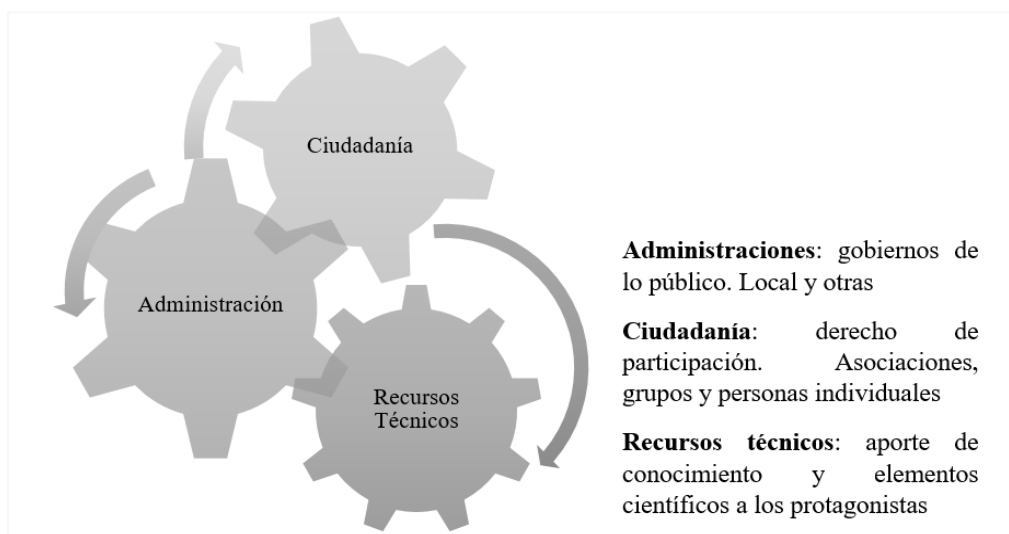 Ciudadanía
Administración
Recursos
Técnicos
Administraciones: gobiernos de
lo público. Local y otras
Ciudadanía: derecho de
participación. Asociaciones,
grupos y personas individuales
Recursos técnicos: aporte de
conocimiento y elementos
científicos a los protagonistas